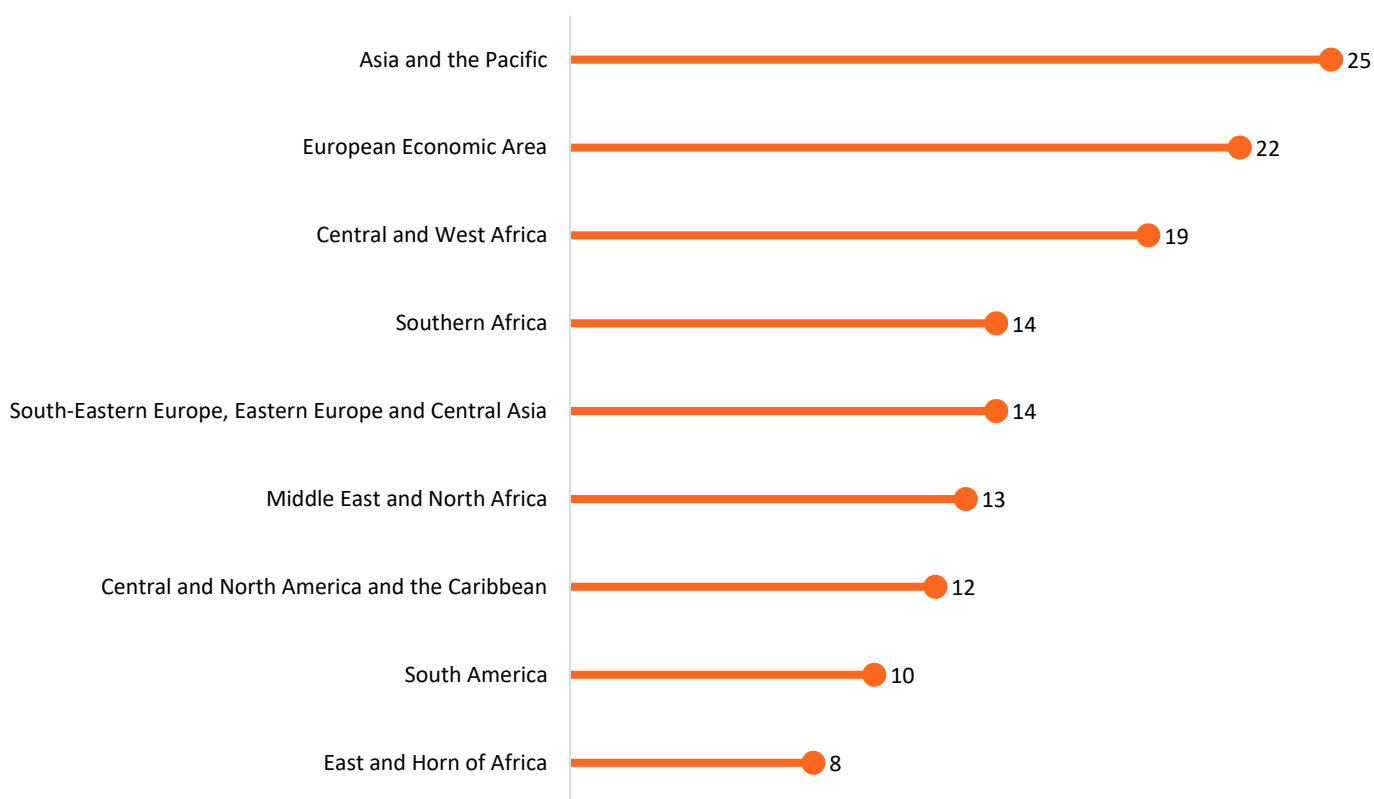 Asia and the Pacific 25
European Economic Area 22
Central and West Africa 19
Southern Africa 14
South-Eastern Europe, Eastern Europe and Central Asia 14
Middle East and North Africa 13
Central and North America and the Caribbean 12
South America 10
East and Horn of Africa 8